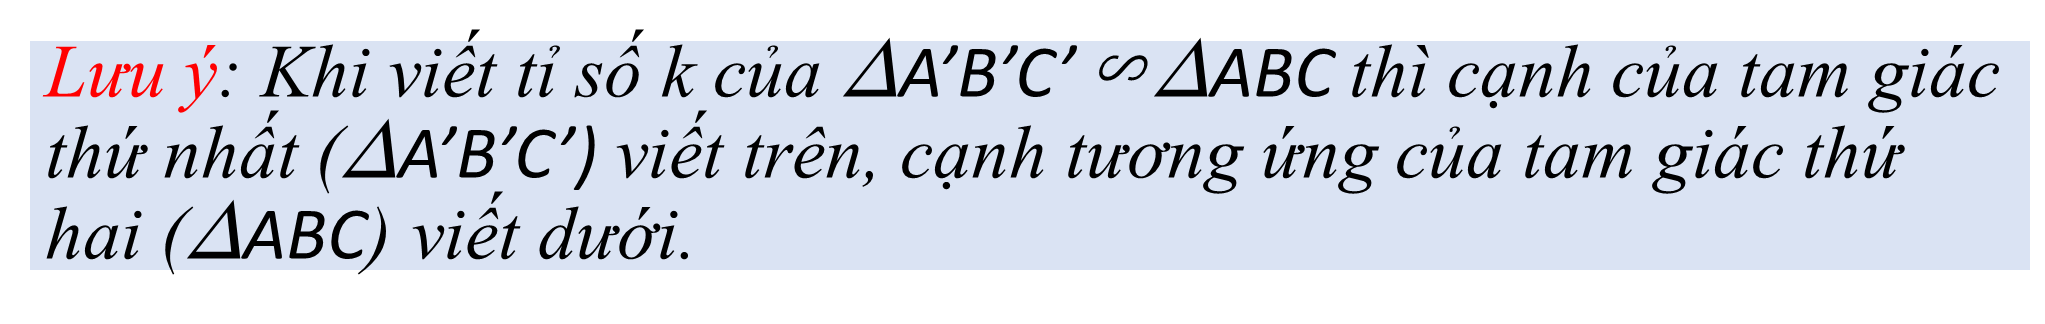 Lưu ý: Khi viết tỉ số k của ΔA’B’C’ ∽ ΔABC thì cạnh của tam giác
thứ nhất (ΔA’B’C’) viết trên, cạnh tương ứng của tam giác thứ
hai (ΔABC) viết dưới.